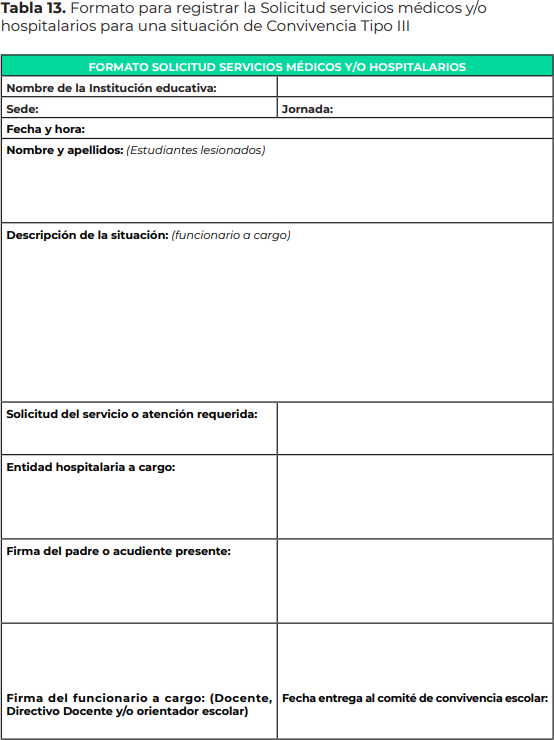 Tabla 13. Formato para registrar la Solicitud servicios médicos y/o
hospitalarios para una situación de Convivencia Tipo III
FORMATO SOLICITUD SERVICIOS MÉDICOS Y/O HOSPITALARIOS
Nombre de la Institución educativa:
Sede:
Jornada:
Fecha y hora:
Nombre y apellidos: (Estudiantes lesionados)
Descripción de la situación: (funcionario a cargo)
Solicitud del servicio o atención requerida:
Entidad hospitalaria a cargo:
Firma del padre o acudiente presente:
Firma del funcionario a cargo: (Docente,
Directivo Docente y/o orientador escolar)
Fecha entrega al comité de convivencia escolar: